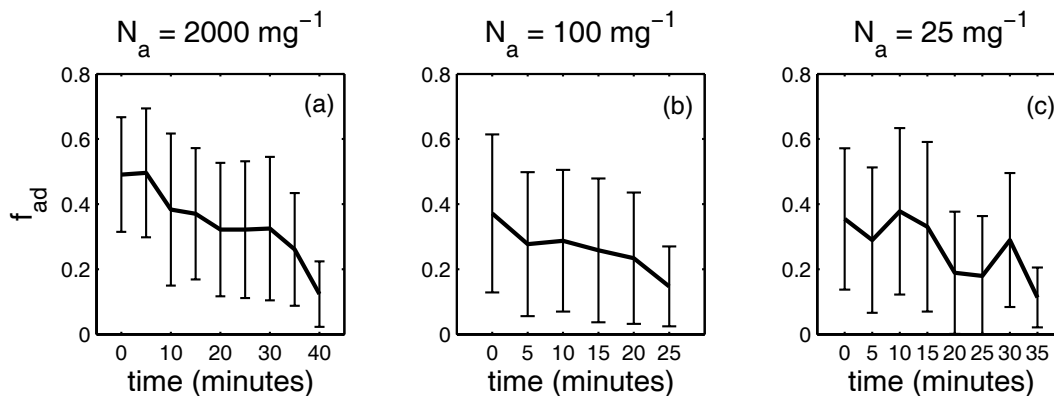 N_a = 2000 mg^−1
N_a = 100 mg^−1
N_a = 25 mg^−1
(a)
(b)
(c)
f_ad
0.8
0.6
0.4
0.2
0
0 10 20 30 40
time (minutes)
0.8
0.6
0.4
0.2
0
0 5 10 15 20 25
time (minutes)
0.8
0.6
0.4
0.2
0
0 5 10 15 20 25 30 35
time (minutes)